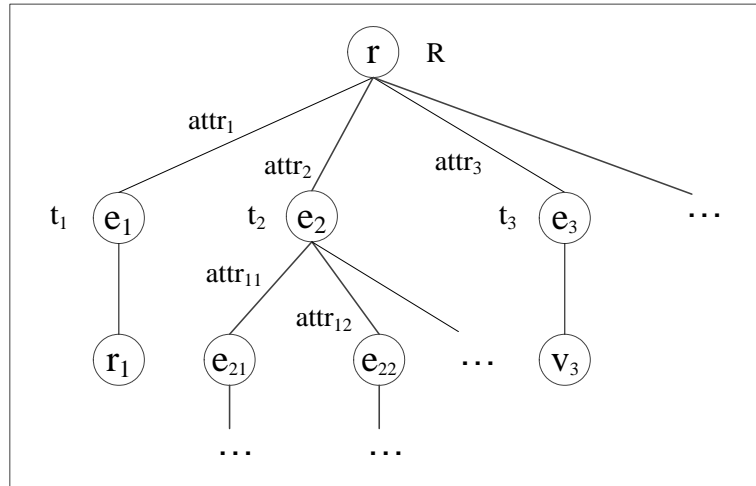 r R
attr₁
attr₂
attr₃
t₁ e₁ t₂ e₂ t₃ e₃ ...
attr₁₁
attr₁₂
r₁ e₂₁ e₂₂ ... v₃
... ...